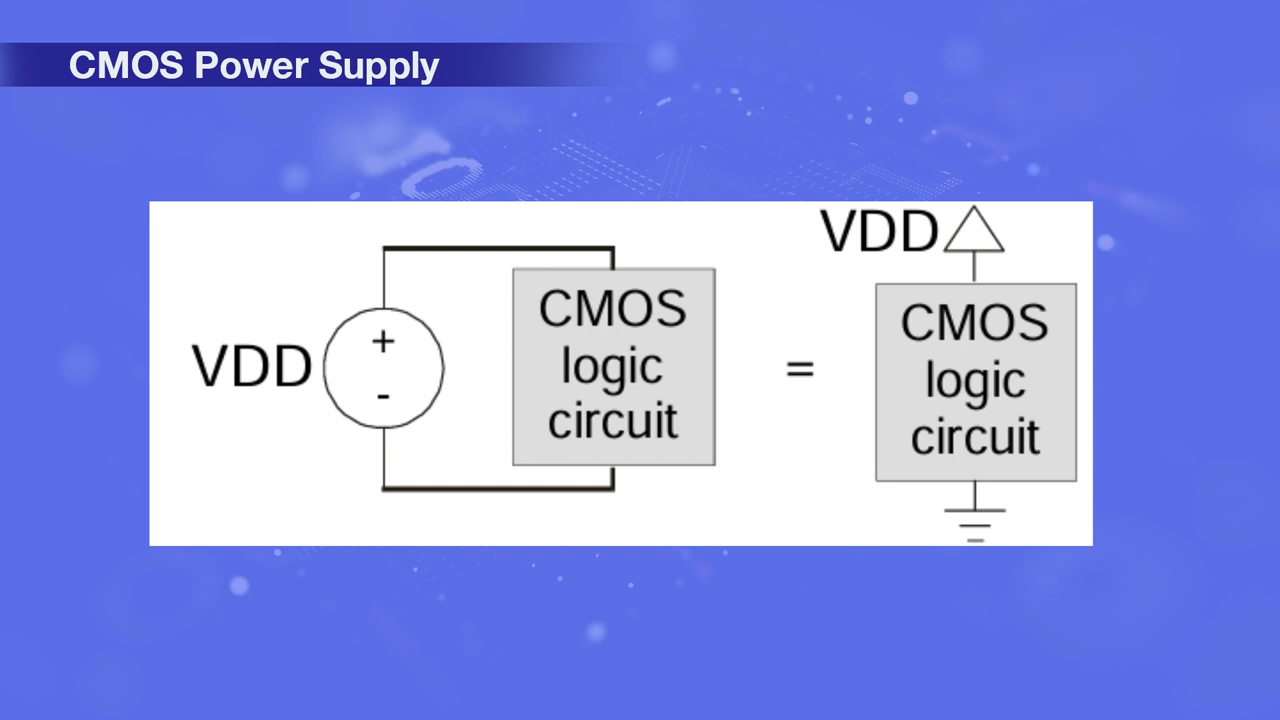 CMOS Power Supply
VDD
+
-
CMOS
logic
circuit
=
VDD
CMOS
logic
circuit